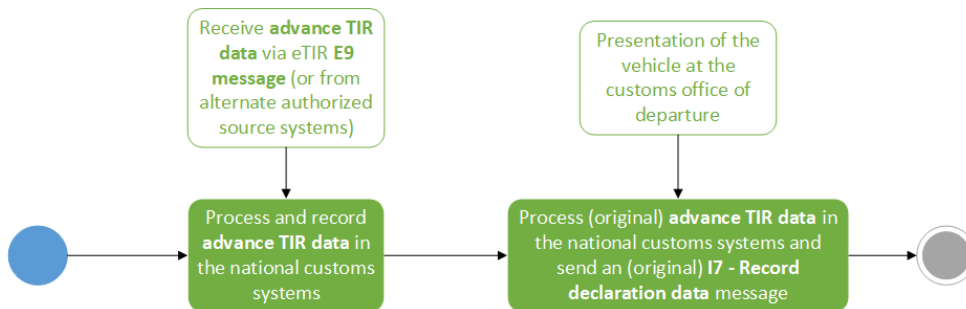 Receive advance TIR
data via eTIR E9
message (or from
alternate authorized
source systems)
Presentation of the
vehicle at the
customs office of
departure
Process and record
advance TIR data in
the national customs
systems
Process (original) advance TIR data in
the national customs systems and
send an (original) I7 - Record
declaration data message